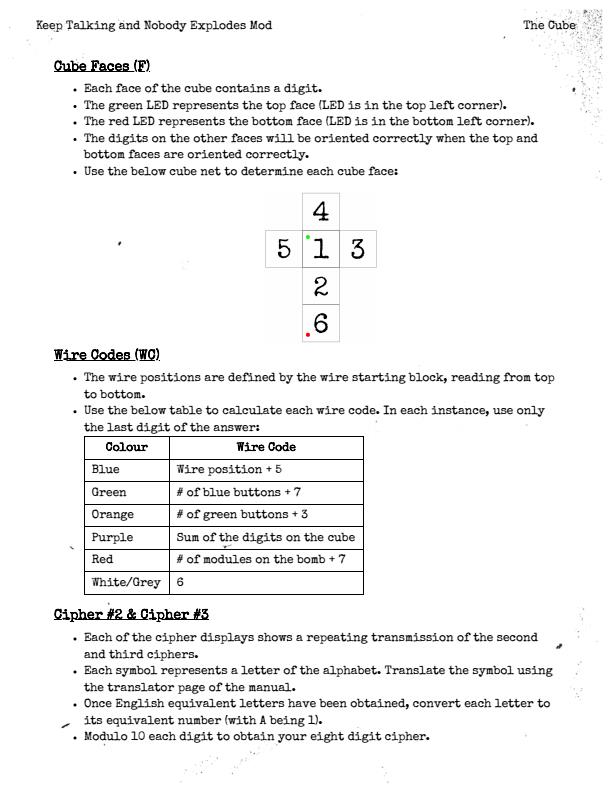 Keep Talking and Nobody Explodes Mod The Cube
Cube Faces (F)
• Each face of the cube contains a digit.
• The green LED represents the top face (LED is in the top left corner).
• The red LED represents the bottom face (LED is in the bottom left corner).
• The digits on the other faces will be oriented correctly when the top and
bottom faces are oriented correctly.
• Use the below cube net to determine each cube face:
4
5 1 3
2
6
Wire Codes (WC)
• The wire positions are defined by the wire starting block, reading from top
to bottom.
• Use the below table to calculate each wire code. In each instance, use only
the last digit of the answer:
Colour Wire Code
Blue Wire position + 5
Green # of blue buttons + 7
Orange # of green buttons + 3
Purple Sum of the digits on the cube
Red # of modules on the bomb + 7
White/Grey 6
Cipher #2 & Cipher #3
• Each of the cipher displays shows a repeating transmission of the second
and third ciphers.
• Each symbol represents a letter of the alphabet. Translate the symbol using
the translator page of the manual.
• Once English equivalent letters have been obtained, convert each letter to
its equivalent number (with A being 1).
• Modulo 10 each digit to obtain your eight digit cipher.